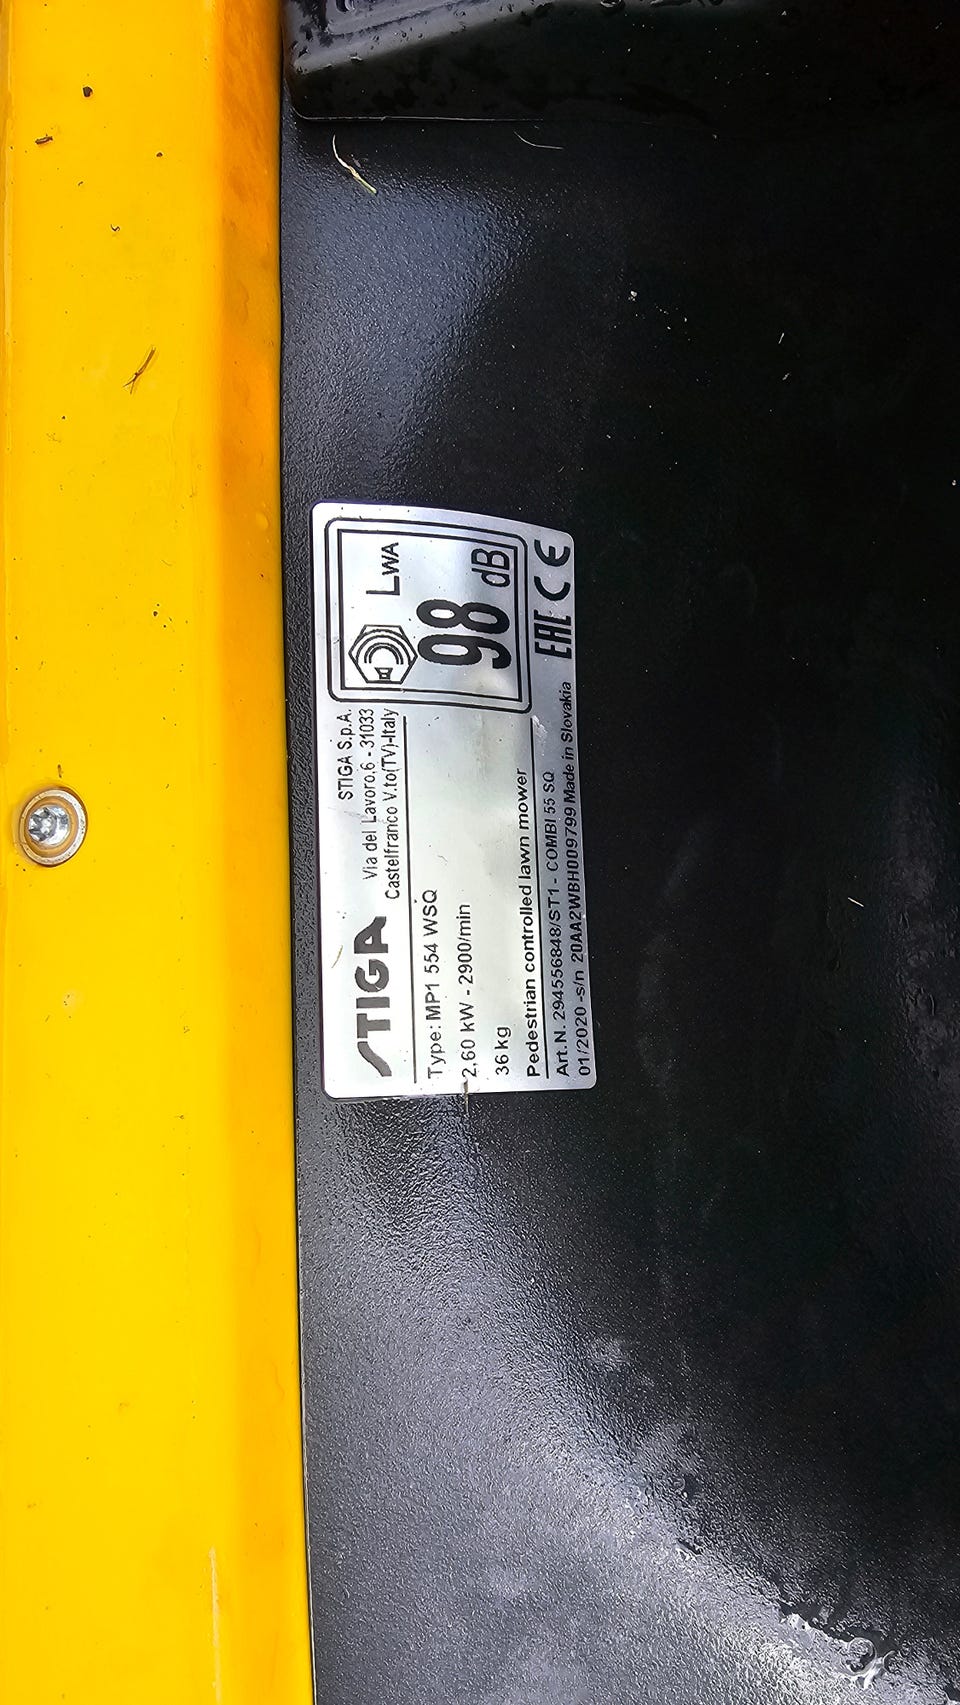 STIGA
STIGA S.p.A.
Via del Lavoro,6 - 31033
Castelfranco V.to(TV)-Italy
Type: MP1 554 WSQ
2.60 kW - 2900/min
36 kg
Pedestrian controlled lawn mower
Art.N. 294556848/ST1 - COMBI 55 SQ
01/2020 -s/n 20AA2WBH009799 Made in Slovakia
LWA
98 dB
EAC CE